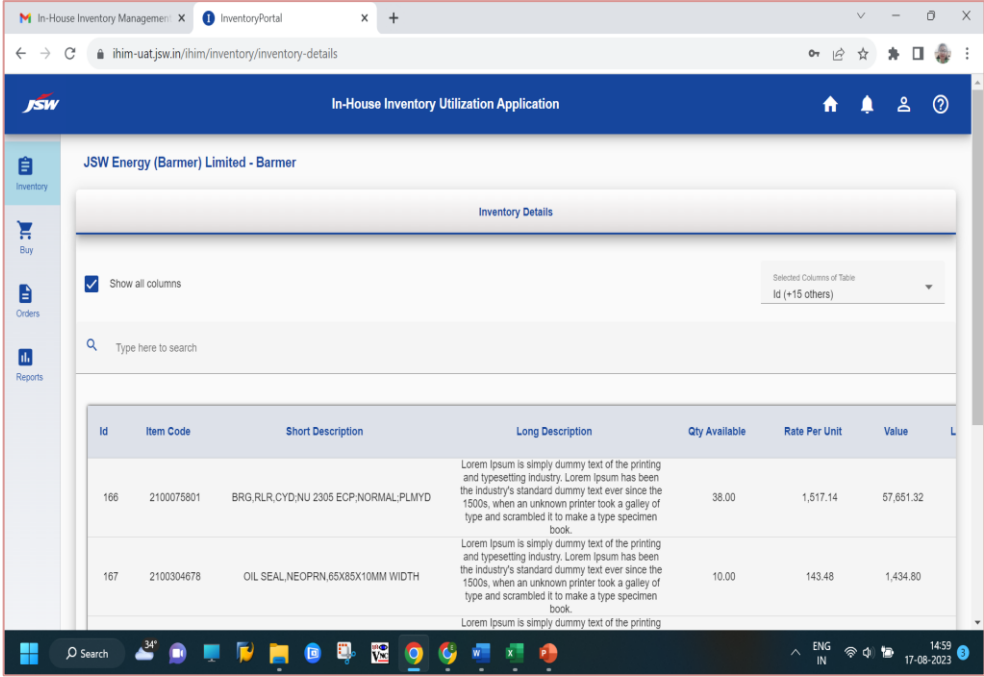 In-House Inventory Management
InventoryPortal
ihim-uat.jsw.in/ihim/inventory/inventory-details
JSW
In-House Inventory Utilization Application
JSW Energy (Barmer) Limited - Barmer
Inventory
Inventory Details
Buy
Show all columns
Selected Columns of Table
Id (+15 others)
Orders
Type here to search
Reports
Id Item Code Short Description Long Description Qty Available Rate Per Unit Value L
Lorem Ipsum is simply dummy text of the printing
and typesetting industry. Lorem Ipsum has been
the industry's standard dummy text ever since the
166 2100075801 BRG,RLR,CYD;NU 2305 ECP;NORMAL;PLMYD 1500s, when an unknown printer took a galley of 38.00 1,517.14 57,651.32
type and scrambled it to make a type specimen
book.
Lorem Ipsum is simply dummy text of the printing
and typesetting industry. Lorem Ipsum has been
the industry's standard dummy text ever since the
167 2100304678 OIL SEAL,NEOPRN,65X85X10MM WIDTH 1500s, when an unknown printer took a galley of 10.00 143.48 1,434.80
type and scrambled it to make a type specimen
book.
Lorem Ipsum is simply dummy text of the printing
Search
34°
ENG
IN
14:59
17-08-2023
3